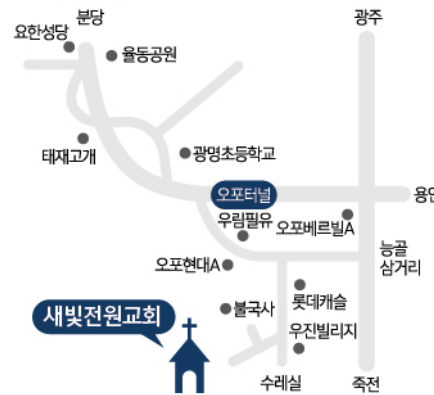 분당
광주
요한성당
율동공원
태재고개
광명초등학교
오포터널
용인
우림필유
오포베르빌A
능골
삼거리
오포현대A
롯데캐슬
불국사
새빛전원교회
우진빌리지
수레실
죽전